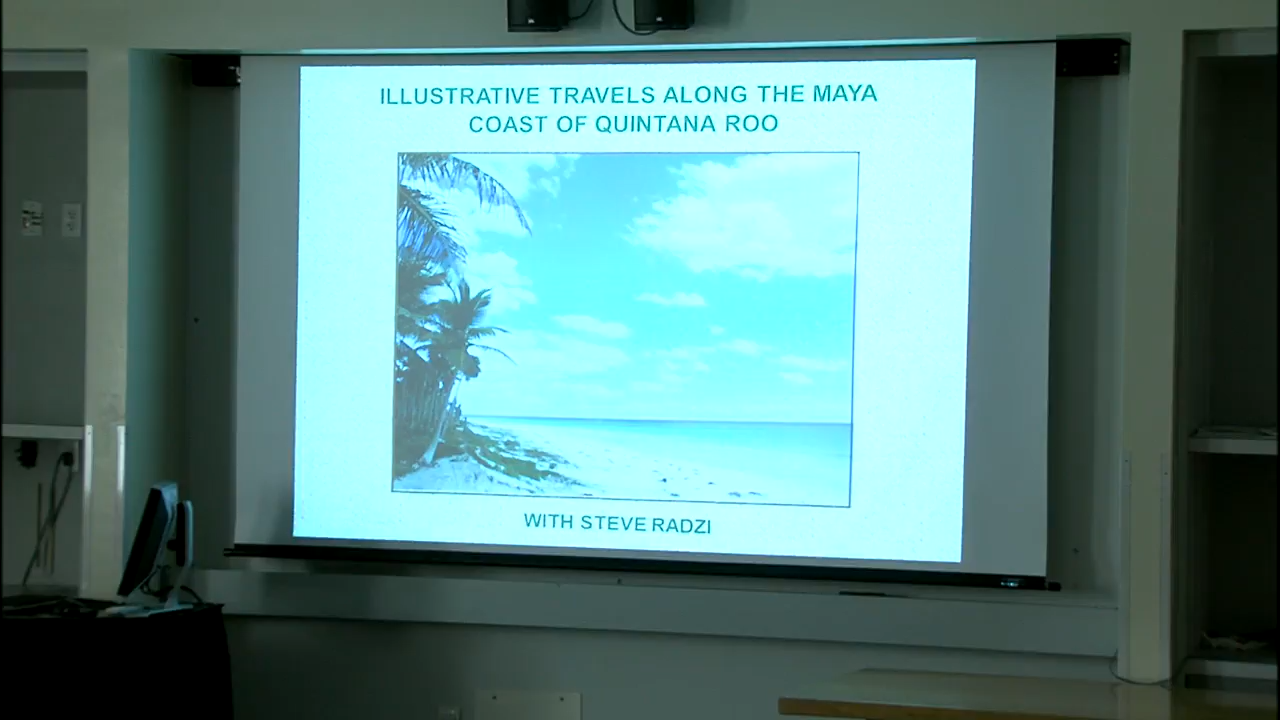 ILLUSTRATIVE TRAVELS ALONG THE MAYA
COAST OF QUINTANA ROO
WITH STEVE RADZI